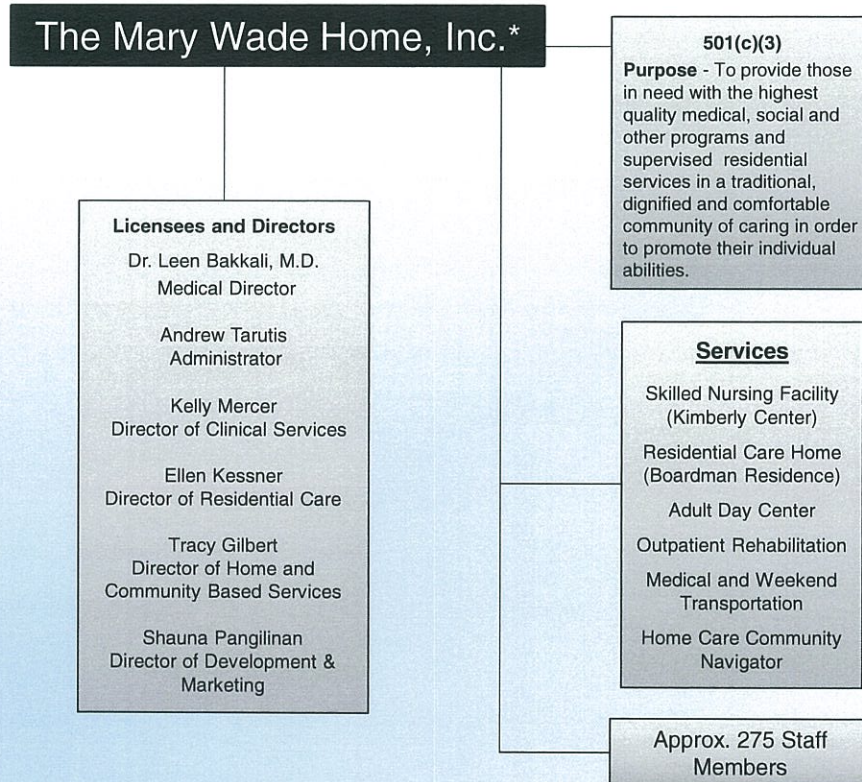 The Mary Wade Home, Inc.*
501(c)(3)
Purpose - To provide those
in need with the highest
quality medical, social and
other programs and
supervised residential
services in a traditional,
dignified and comfortable
community of caring in order
to promote their individual
abilities.
Licensees and Directors
Dr. Leen Bakkali, M.D.
Medical Director
Andrew Tarutis
Administrator
Kelly Mercer
Director of Clinical Services
Ellen Kessner
Director of Residential Care
Tracy Gilbert
Director of Home and
Community Based Services
Shauna Pangilinan
Director of Development &
Marketing
Services
Skilled Nursing Facility
(Kimberly Center)
Residential Care Home
(Boardman Residence)
Adult Day Center
Outpatient Rehabilitation
Medical and Weekend
Transportation
Home Care Community
Navigator
Approx. 275 Staff
Members